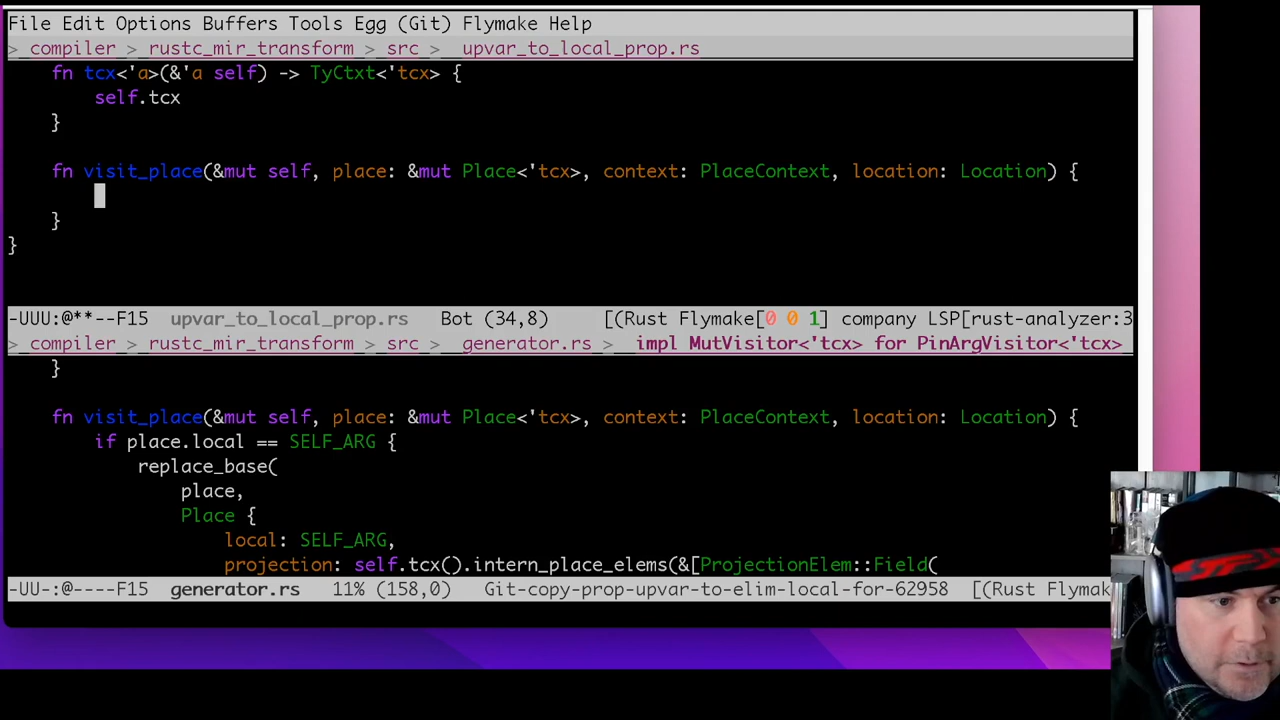 File Edit Options Buffers Tools Egg (Git) Flymake Help
> compiler > rustc_mir_transform > src > upvar_to_local_prop.rs
    fn tcx<'a>(&'a self) -> TyCtxt<'tcx> {
        self.tcx
    }
    fn visit_place(&mut self, place: &mut Place<'tcx>, context: PlaceContext, location: Location) {
    }
}
-UUU:@**--F15  upvar_to_local_prop.rs   Bot (34,8)     [(Rust Flymake[0 0 1] company LSP[rust-analyzer:3
> compiler > rustc_mir_transform > src > generator.rs > impl MutVisitor<'tcx> for PinArgVisitor<'tcx>
    }
    fn visit_place(&mut self, place: &mut Place<'tcx>, context: PlaceContext, location: Location) {
        if place.local == SELF_ARG {
            replace_base(
                place,
                Place {
                    local: SELF_ARG,
                    projection: self.tcx().intern_place_elems(&[ProjectionElem::Field(
-UU-:@----F15  generator.rs   11% (158,0)    Git-copy-prop-upvar-to-elim-local-for-62958  [(Rust Flymak